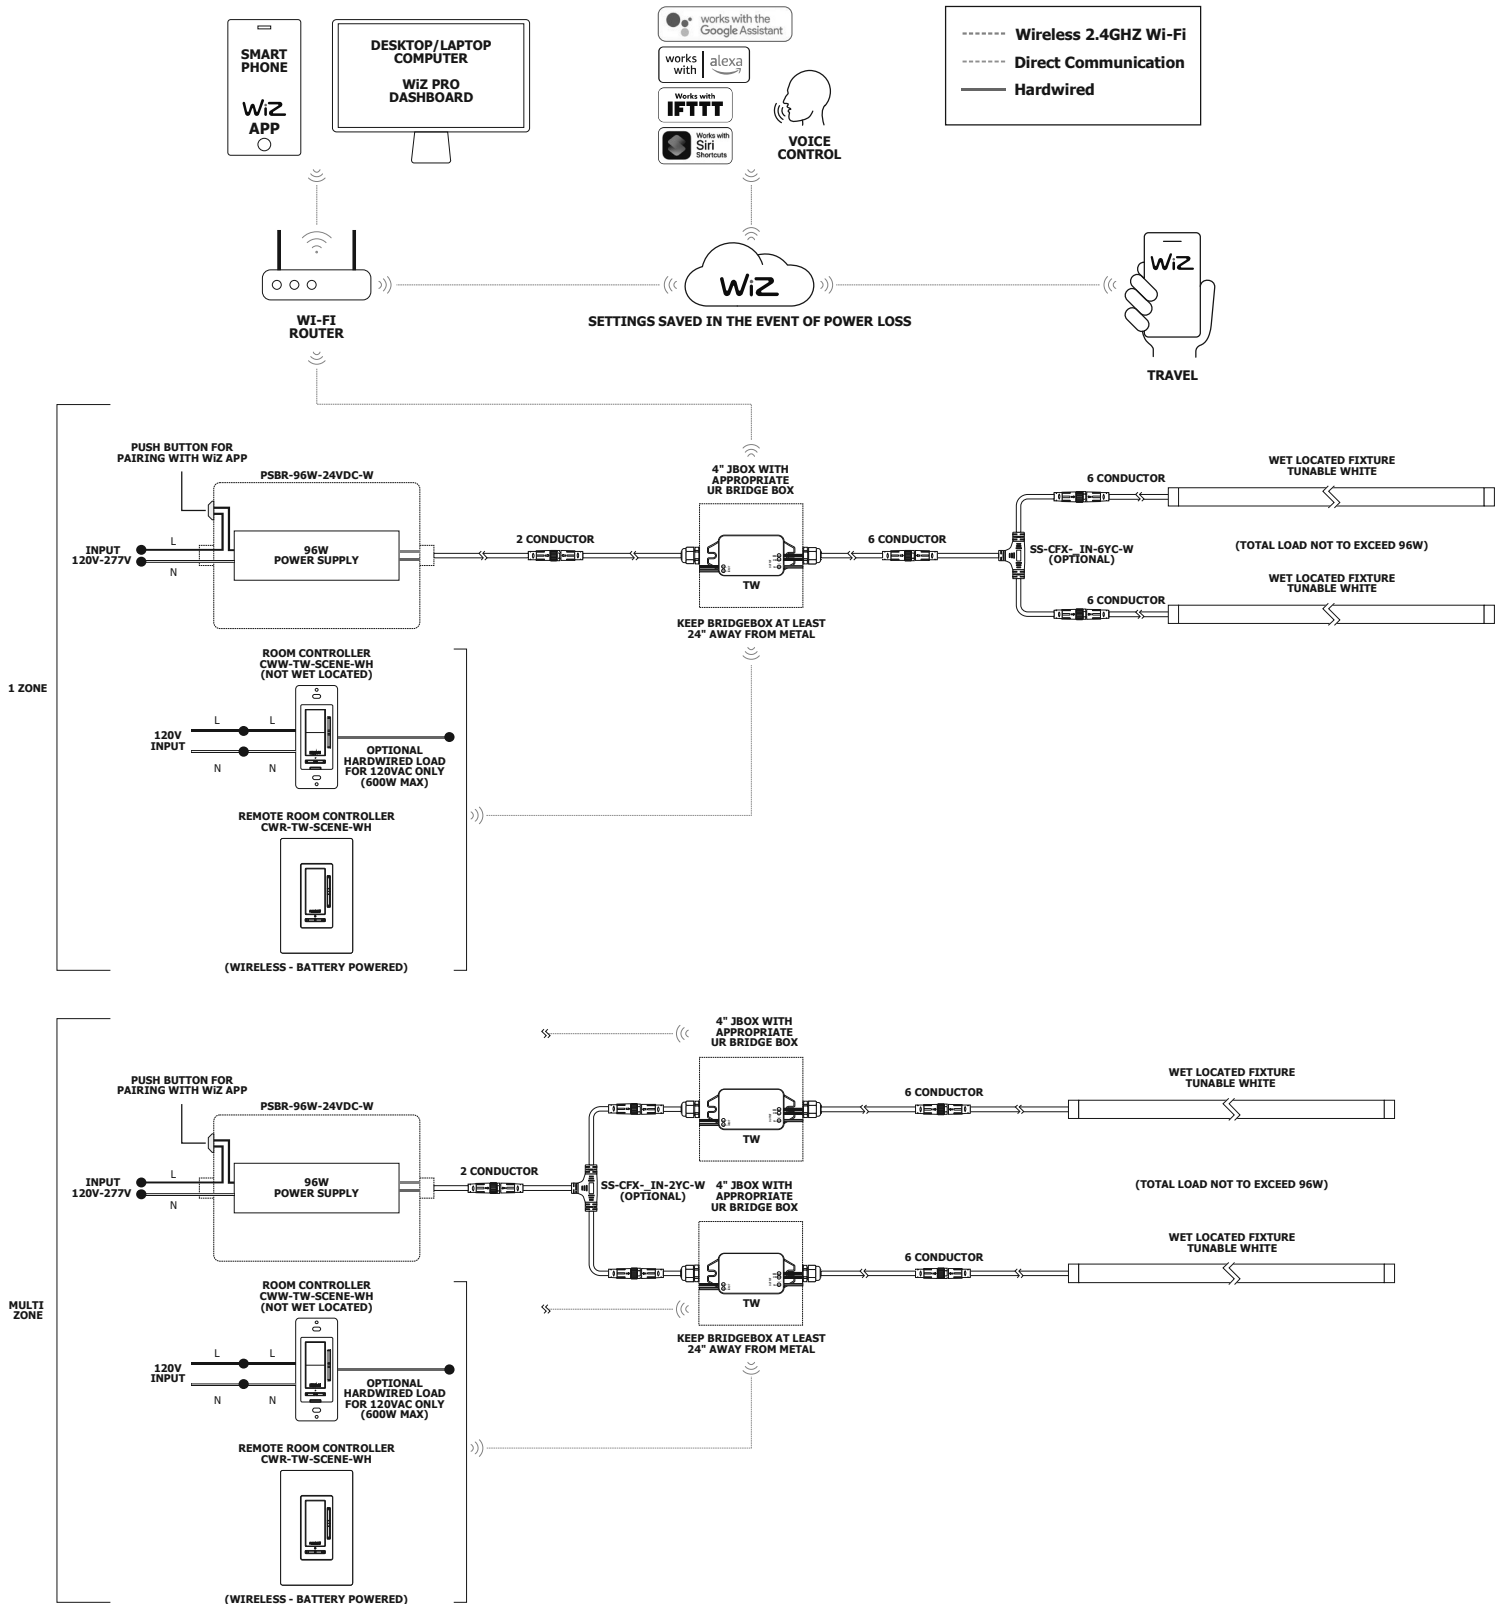 SMART
PHONE
WiZ
APP
DESKTOP/LAPTOP
COMPUTER
WiZ PRO
DASHBOARD
works with the
Google Assistant
works
with
alexa
Works with
IFTTT
Works with
Siri
Shortcuts
VOICE
CONTROL
Wireless 2.4GHZ Wi-Fi
Direct Communication
Hardwired
WI-FI
ROUTER
WiZ
SETTINGS SAVED IN THE EVENT OF POWER LOSS
WiZ
TRAVEL
1 ZONE
PUSH BUTTON FOR
PAIRING WITH WiZ APP
PSBR-96W-24VDC-W
INPUT
120V-277V
L
N
96W
POWER SUPPLY
2 CONDUCTOR
4" JBOX WITH
APPROPRIATE
UR BRIDGE BOX
TW
KEEP BRIDGEBOX AT LEAST
24" AWAY FROM METAL
6 CONDUCTOR
SS-CFX-_IN-6YC-W
(OPTIONAL)
6 CONDUCTOR
WET LOCATED FIXTURE
TUNABLE WHITE
(TOTAL LOAD NOT TO EXCEED 96W)
6 CONDUCTOR
WET LOCATED FIXTURE
TUNABLE WHITE
ROOM CONTROLLER
CWW-TW-SCENE-WH
(NOT WET LOCATED)
120V
INPUT
L
L
N
N
OPTIONAL
HARDWIRED LOAD
FOR 120VAC ONLY
(600W MAX)
REMOTE ROOM CONTROLLER
CWR-TW-SCENE-WH
(WIRELESS - BATTERY POWERED)
MULTI
ZONE
PUSH BUTTON FOR
PAIRING WITH WiZ APP
PSBR-96W-24VDC-W
INPUT
120V-277V
L
N
96W
POWER SUPPLY
2 CONDUCTOR
SS-CFX-_IN-2YC-W
(OPTIONAL)
4" JBOX WITH
APPROPRIATE
UR BRIDGE BOX
TW
6 CONDUCTOR
WET LOCATED FIXTURE
TUNABLE WHITE
4" JBOX WITH
APPROPRIATE
UR BRIDGE BOX
TW
KEEP BRIDGEBOX AT LEAST
24" AWAY FROM METAL
(TOTAL LOAD NOT TO EXCEED 96W)
6 CONDUCTOR
WET LOCATED FIXTURE
TUNABLE WHITE
ROOM CONTROLLER
CWW-TW-SCENE-WH
(NOT WET LOCATED)
120V
INPUT
L
L
N
N
OPTIONAL
HARDWIRED LOAD
FOR 120VAC ONLY
(600W MAX)
REMOTE ROOM CONTROLLER
CWR-TW-SCENE-WH
(WIRELESS - BATTERY POWERED)